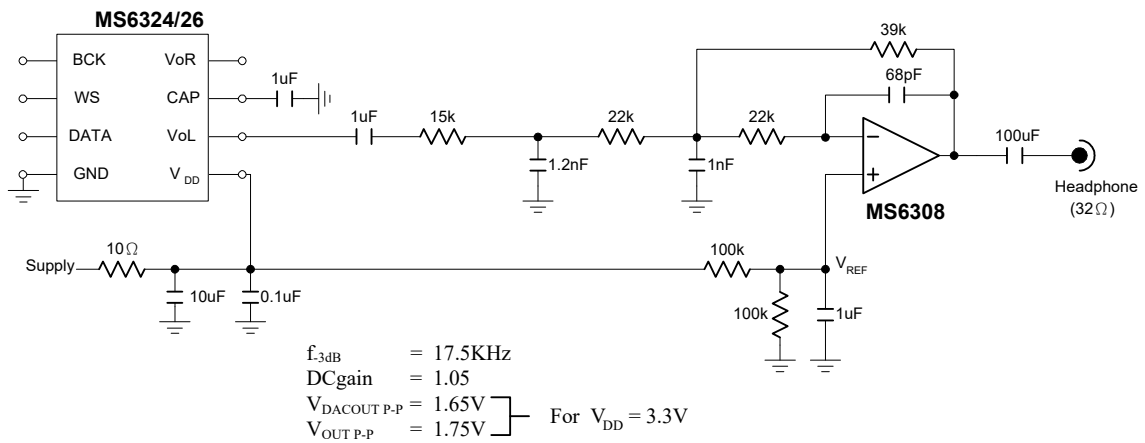 MS6324/26
BCK
VoR
WS
CAP
DATA
VoL
GND
V DD
1uF
1uF
15k
1.2nF
22k
1nF
22k
39k
68pF
MS6308
100uF
Headphone
(32Ω)
Supply
10Ω
10uF
0.1uF
100k
100k
VREF
1uF
f-3dB = 17.5KHz
DCgain = 1.05
VDACOUT P-P = 1.65V
VOUT P-P = 1.75V
For VDD = 3.3V